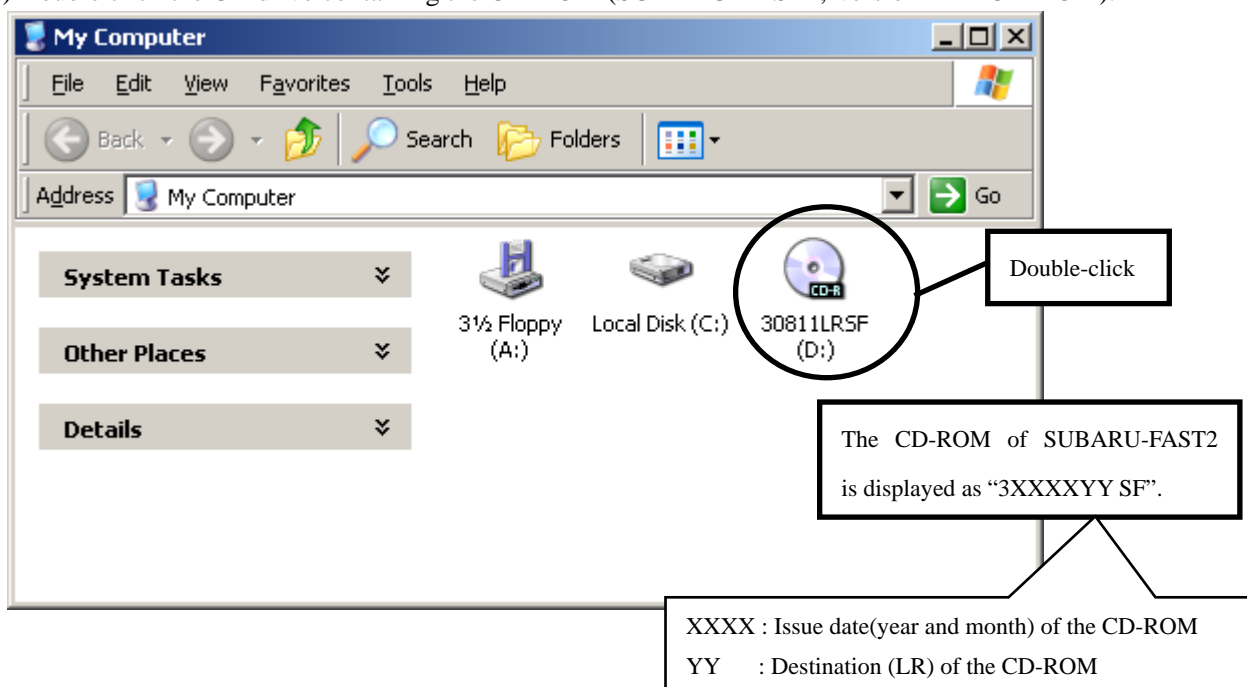 My Computer
File Edit View Favorites Tools Help
Back Search Folders
Address My Computer Go
System Tasks
Other Places
Details
3½ Floppy (A:)
Local Disk (C:)
CD-R
30811LRSF
(D:)
Double-click
The CD-ROM of SUBARU-FAST2
is displayed as “3XXXXYY SF”.
XXXX : Issue date(year and month) of the CD-ROM
YY : Destination (LR) of the CD-ROM